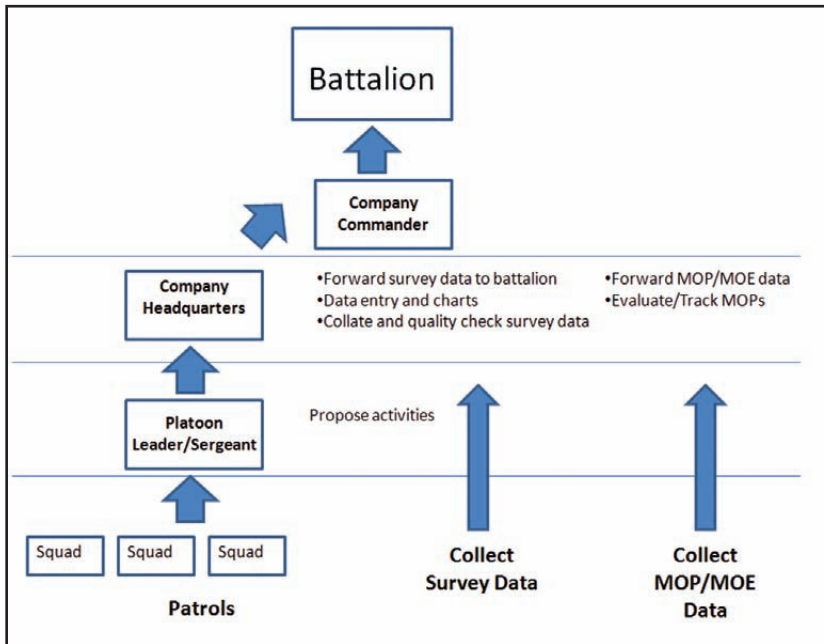 Battalion
Company
Commander
Company
Headquarters
•Forward survey data to battalion
•Data entry and charts
•Collate and quality check survey data
•Forward MOP/MOE data
•Evaluate/Track MOPs
Platoon
Leader/Sergeant
Propose activities
Squad
Squad
Squad
Patrols
Collect
Survey Data
Collect
MOP/MOE
Data